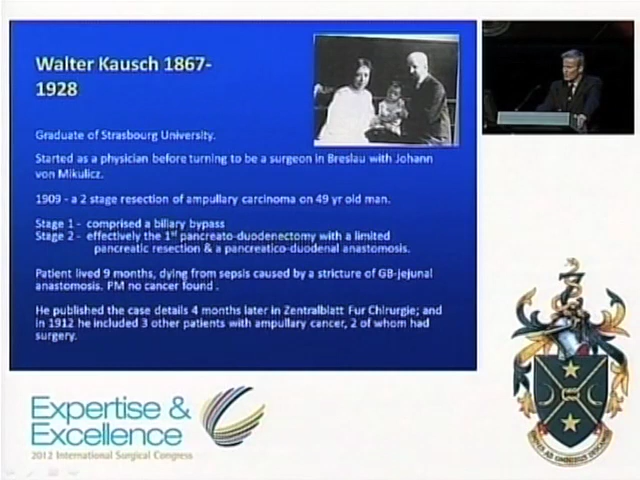 Walter Kausch 1867-
1928
Graduate of Strasbourg University.
Started as a physician before turning to be a surgeon in Breslau with Johann
von Mikulicz.
1909 - a 2 stage resection of ampullary carcinoma on 49 yr old man.
Stage 1 - comprised a biliary bypass
Stage 2 - effectively the 1st pancreato-duodenectomy with a limited
pancreatic resection & a pancreatico-duodenal anastomosis.
Patient lived 9 months, dying from sepsis caused by a stricture of GB-jejunal
anastomosis. PM no cancer found .
He published the case details 4 months later in Zentralblatt Fur Chirurgie; and
in 1912 he included 3 other patients with ampullary cancer, 2 of whom had
surgery.
Expertise &
Excellence
2012 International Surgical Congress